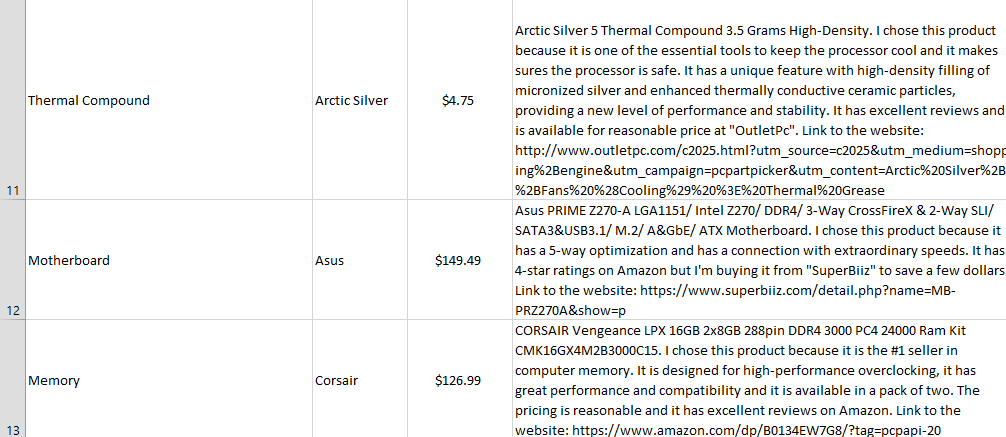 Arctic Silver 5 Thermal Compound 3.5 Grams High-Density. I chose this product
because it is one of the essential tools to keep the processor cool and it makes
sures the processor is safe. It has a unique feature with high-density filling of
micronized silver and enhanced thermally conductive ceramic particles,
Thermal Compound Arctic Silver $4.75 providing a new level of performance and stability. It has excellent reviews and
is available for reasonable price at "OutletPc". Link to the website:
http://www.outletpc.com/c2025.html?utm_source=c2025&utm_medium=shopp
ing%2Bengine&utm_campaign=pcpartpicker&utm_content=Arctic%20Silver%2B
11 %2BFans%20%28Cooling%29%20%3E%20Thermal%20Grease
Asus PRIME Z270-A LGA1151/ Intel Z270/ DDR4/ 3-Way CrossFireX & 2-Way SLI/
SATA3&USB3.1/ M.2/ A&GbE/ ATX Motherboard. I chose this product because it
Motherboard Asus $149.49 has a 5-way optimization and has a connection with extraordinary speeds. It has
4-star ratings on Amazon but I'm buying it from "SuperBiiz" to save a few dollars
Link to the website: https://www.superbiiz.com/detail.php?name=MB-
12 PRZ270A&show=p
CORSAIR Vengeance LPX 16GB 2x8GB 288pin DDR4 3000 PC4 24000 Ram Kit
CMK16GX4M2B3000C15. I chose this product because it is the #1 seller in
Memory Corsair $126.99 computer memory. It is designed for high-performance overclocking, it has
great performance and compatibility and it is available in a pack of two. The
pricing is reasonable and it has excellent reviews on Amazon. Link to the
13 website: https://www.amazon.com/dp/B0134EW7G8/?tag=pcpapi-20